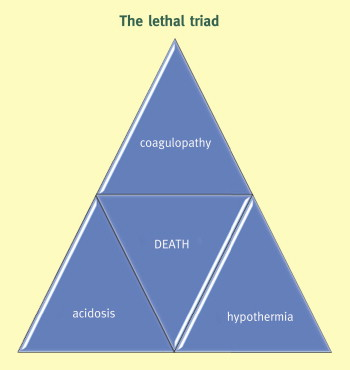 The lethal triad
coagulopathy
DEATH
acidosis
hypothermia